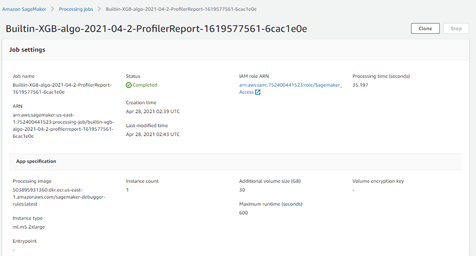 Amazon SageMaker > Processing jobs > Builtin-XGB-algo-2021-04-2-ProfilerReport-1619577561-6cac1e0e
Builtin-XGB-algo-2021-04-2-ProfilerReport-1619577561-6cac1e0e
Clone
Stop
Job settings
Job name
Builtin-XGB-algo-2021-04-2-ProfilerReport-
1619577561-6cac1e0e
ARN
arn:aws:sagemaker:us-east-
1:752400441523:processing-job/builtin-xgb-
algo-2021-04-2-profilerreport-1619577561-
6cac1e0e
Status
Completed
Creation time
Apr 28, 2021 02:39 UTC
Last modified time
Apr 28, 2021 02:43 UTC
IAM role ARN
arn:aws:iam::752400441523:role/Sagemaker_
Access
Processing time (seconds)
35.197
App specification
Processing image
503895931360.dkr.ecr.us-east-
1.amazonaws.com/sagemaker-debugger-
rules:latest
Instance type
ml.m5.2xlarge
Entrypoint
-
Instance count
1
Additional volume size (GB)
30
Maximum runtime (seconds)
600
Volume encryption key
-